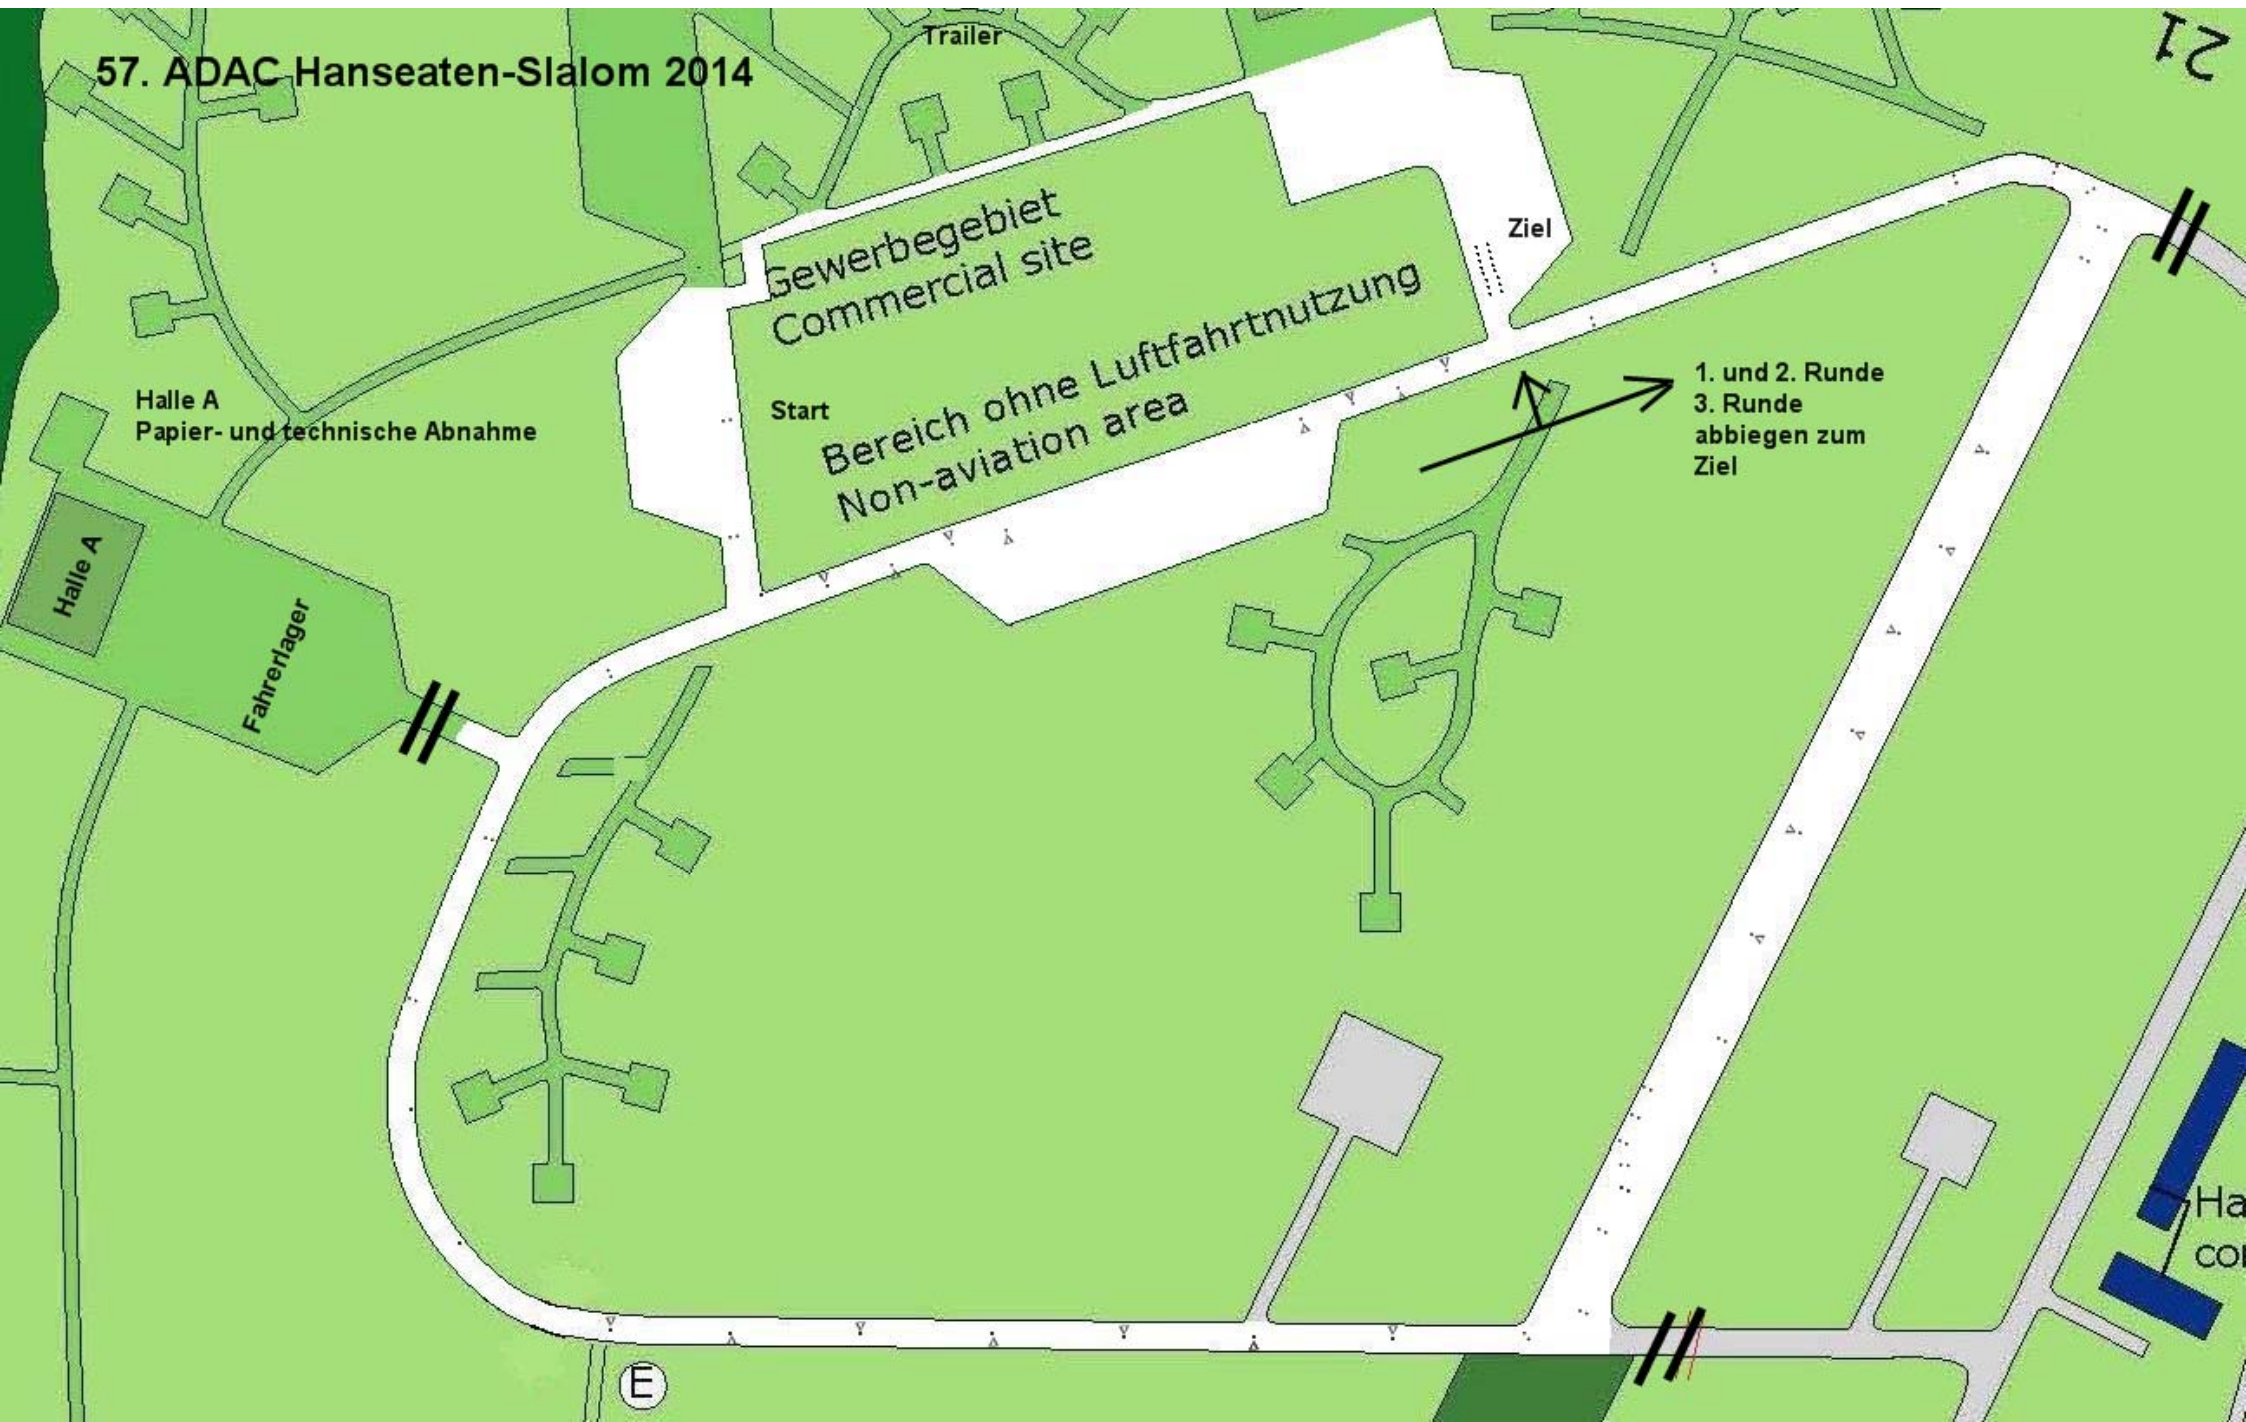 57. ADAC Hanseaten-Slalom 2014
Trailer
21
Gewerbegebiet
Commercial site
Ziel
Bereich ohne Luftfahrtnutzung
Non-aviation area
Start
1. und 2. Runde
3. Runde
abbiegen zum
Ziel
Halle A
Papier- und technische Abnahme
Halle A
Fahrerlager
E
Ha
co